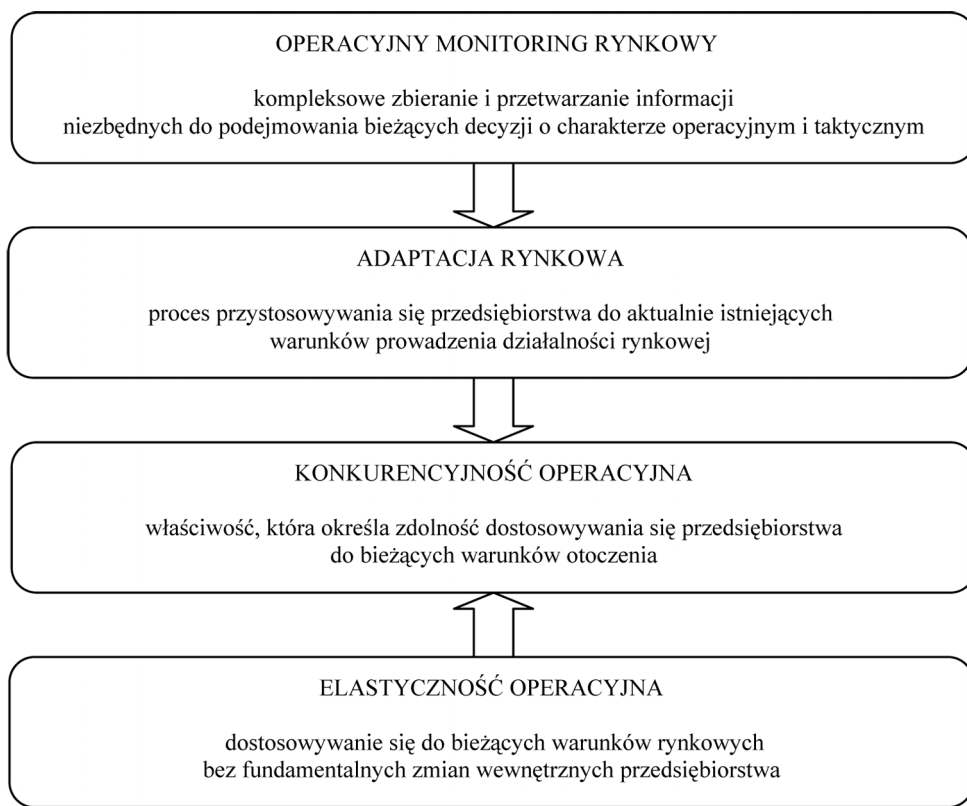 OPERACYJNY MONITORING RYNKOWY
kompleksowe zbieranie i przetwarzanie informacji
niezbędnych do podejmowania bieżących decyzji o charakterze operacyjnym i taktycznym
ADAPTACJA RYNKOWA
proces przystosowywania się przedsiębiorstwa do aktualnie istniejących
warunków prowadzenia działalności rynkowej
KONKURENCYJNOŚĆ OPERACYJNA
właściwość, która określa zdolność dostosowywania się przedsiębiorstwa
do bieżących warunków otoczenia
ELASTYCZNOŚĆ OPERACYJNA
dostosowywanie się do bieżących warunków rynkowych
bez fundamentalnych zmian wewnętrznych przedsiębiorstwa